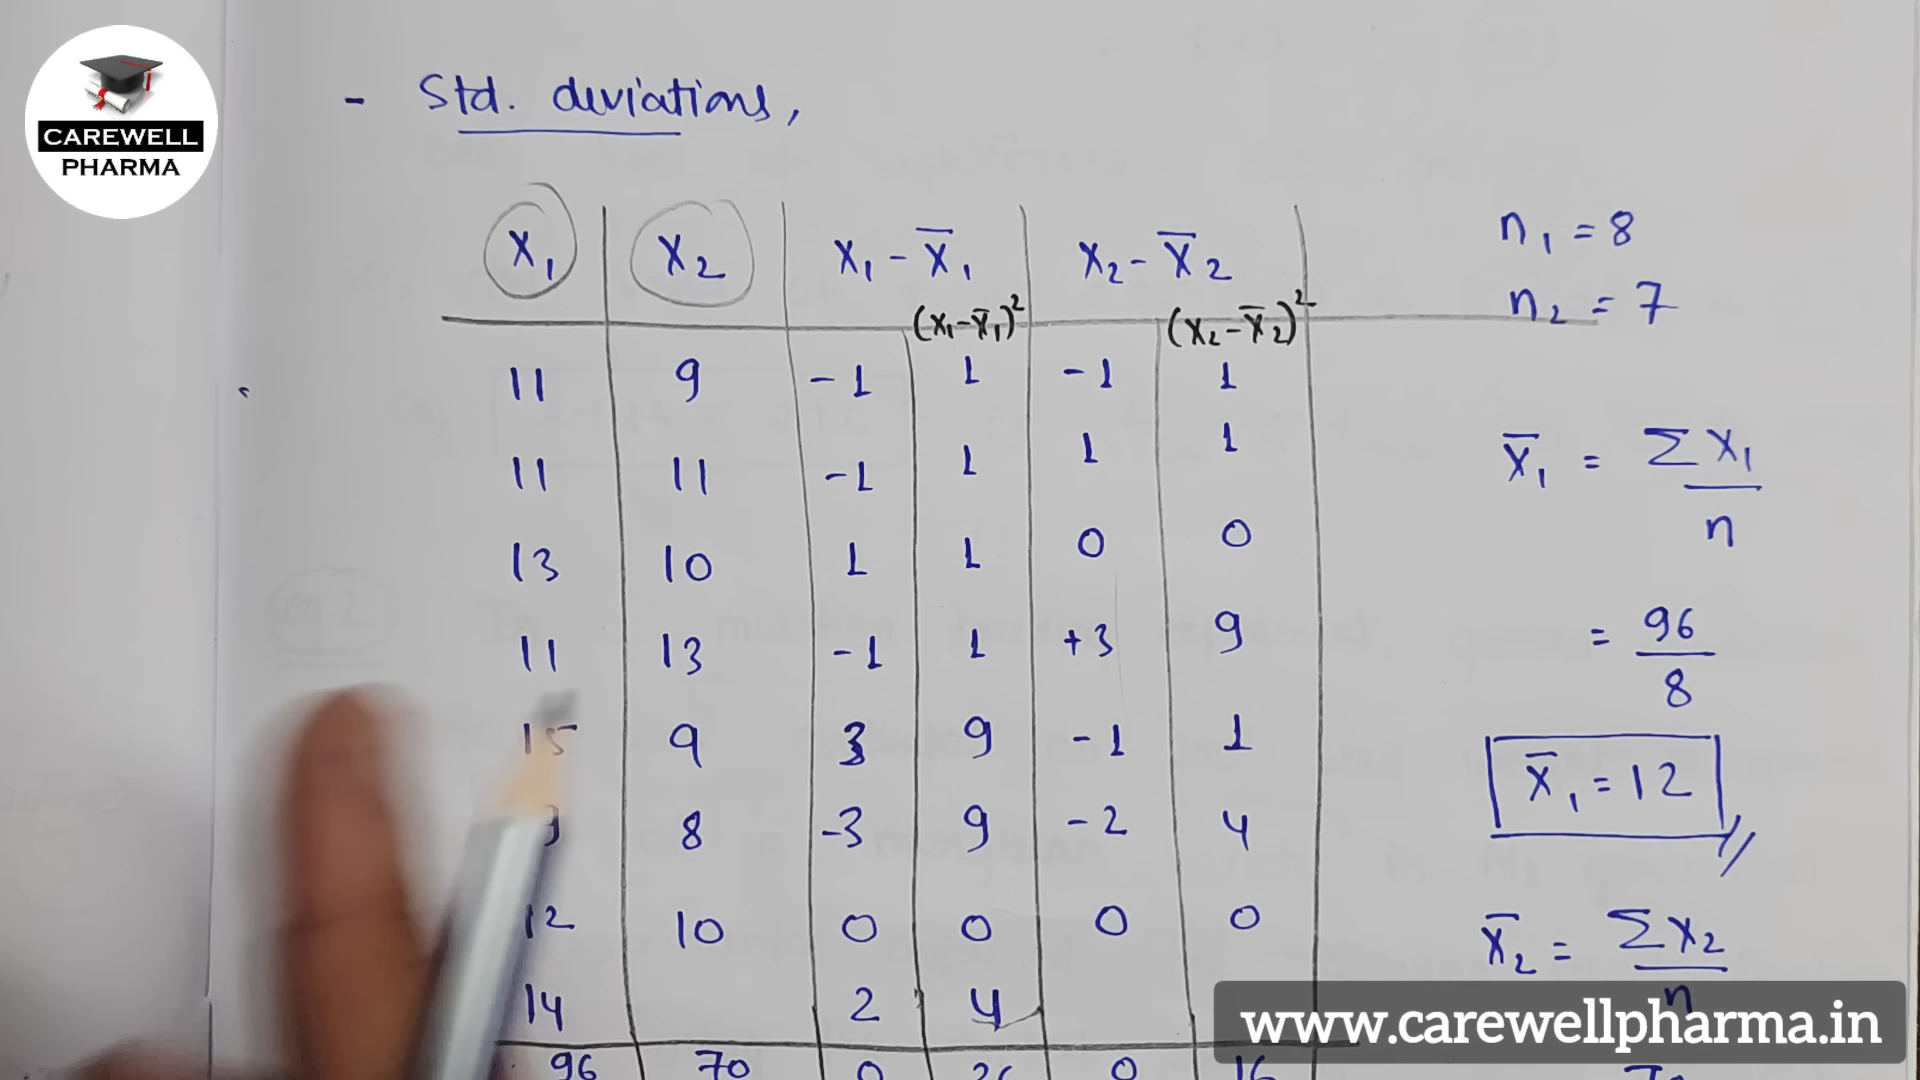 CAREWELL
PHARMA
- Std. deviations,
X₁ X₂ X₁ - X̅₁ X₂ - X̅₂
(X₁-X̅₁)² (X₂-X̅₂)²
11 9 -1 1 -1 1
11 11 -1 1 1 1
13 10 1 1 0 0
11 13 -1 1 +3 9
15 9 3 9 -1 1
8 -3 9 -2 4
12 10 0 0 0 0
14 2 4
96 70 0 26 0 16
n₁ = 8
n₂ = 7
X̅₁ = ΣX₁
n
= 96
8
X̅₁ = 12
X̅₂ = ΣX₂
n
70
www.carewellpharma.in